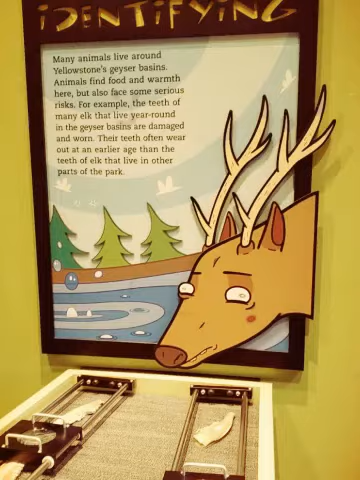 iDENTiFYiNG
Many animals live around
Yellowstone's geyser basins.
Animals find food and warmth
here, but also face some serious
risks. For example, the teeth of
many elk that live year-round
in the geyser basins are damaged
and worn. Their teeth often wear
out at an earlier age than the
teeth of elk that live in other
parts of the park.